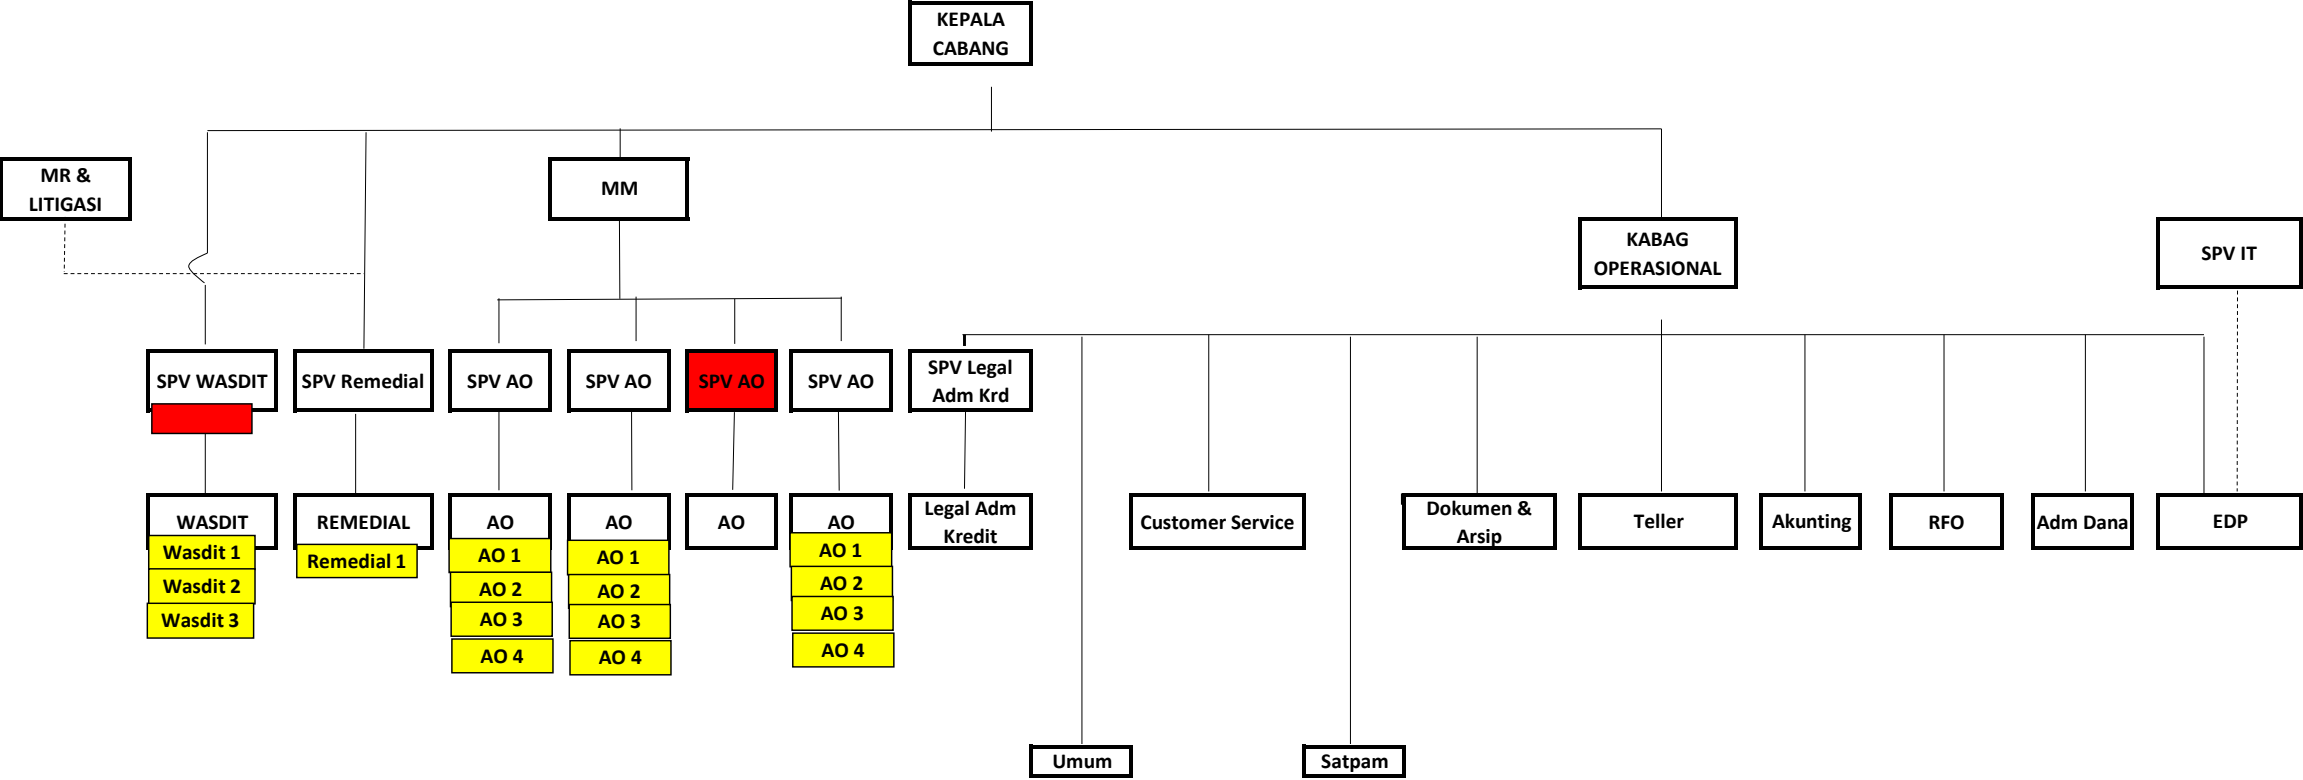 KEPALA
CABANG
MR &
LITIGASI
MM
KABAG
OPERASIONAL
SPV IT
SPV WASDIT
SPV Remedial
SPV AO
SPV AO
SPV AO
SPV AO
SPV Legal
Adm Krd
WASDIT
Wasdit 1
Wasdit 2
Wasdit 3
REMEDIAL
Remedial 1
AO
AO 1
AO 2
AO 3
AO 4
AO
AO 1
AO 2
AO 3
AO 4
AO
AO
AO 1
AO 2
AO 3
AO 4
Legal Adm
Kredit
Customer Service
Dokumen &
Arsip
Teller
Akunting
RFO
Adm Dana
EDP
Umum
Satpam